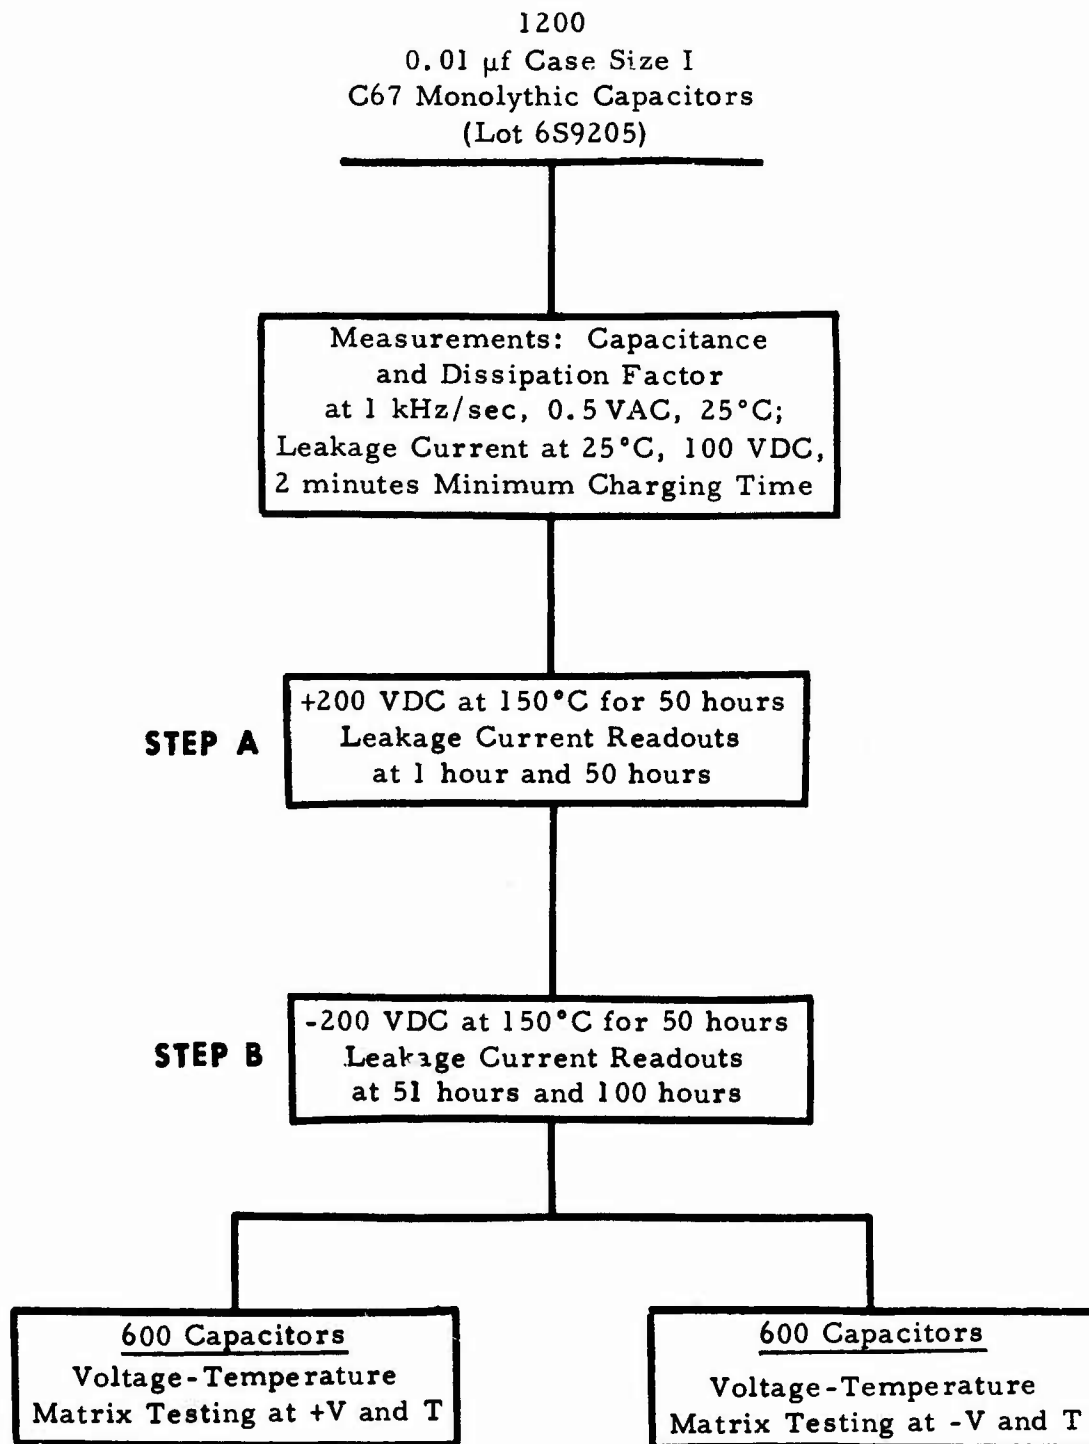 1200
0.01 µf Case Size I
C67 Monolythic Capacitors
(Lot 6S9205)
Measurements: Capacitance
and Dissipation Factor
at 1 kHz/sec, 0.5 VAC, 25°C;
Leakage Current at 25°C, 100 VDC,
2 minutes Minimum Charging Time
STEP A
+200 VDC at 150°C for 50 hours
Leakage Current Readouts
at 1 hour and 50 hours
STEP B
-200 VDC at 150°C for 50 hours
Leakage Current Readouts
at 51 hours and 100 hours
600 Capacitors
Voltage-Temperature
Matrix Testing at +V and T
600 Capacitors
Voltage-Temperature
Matrix Testing at -V and T